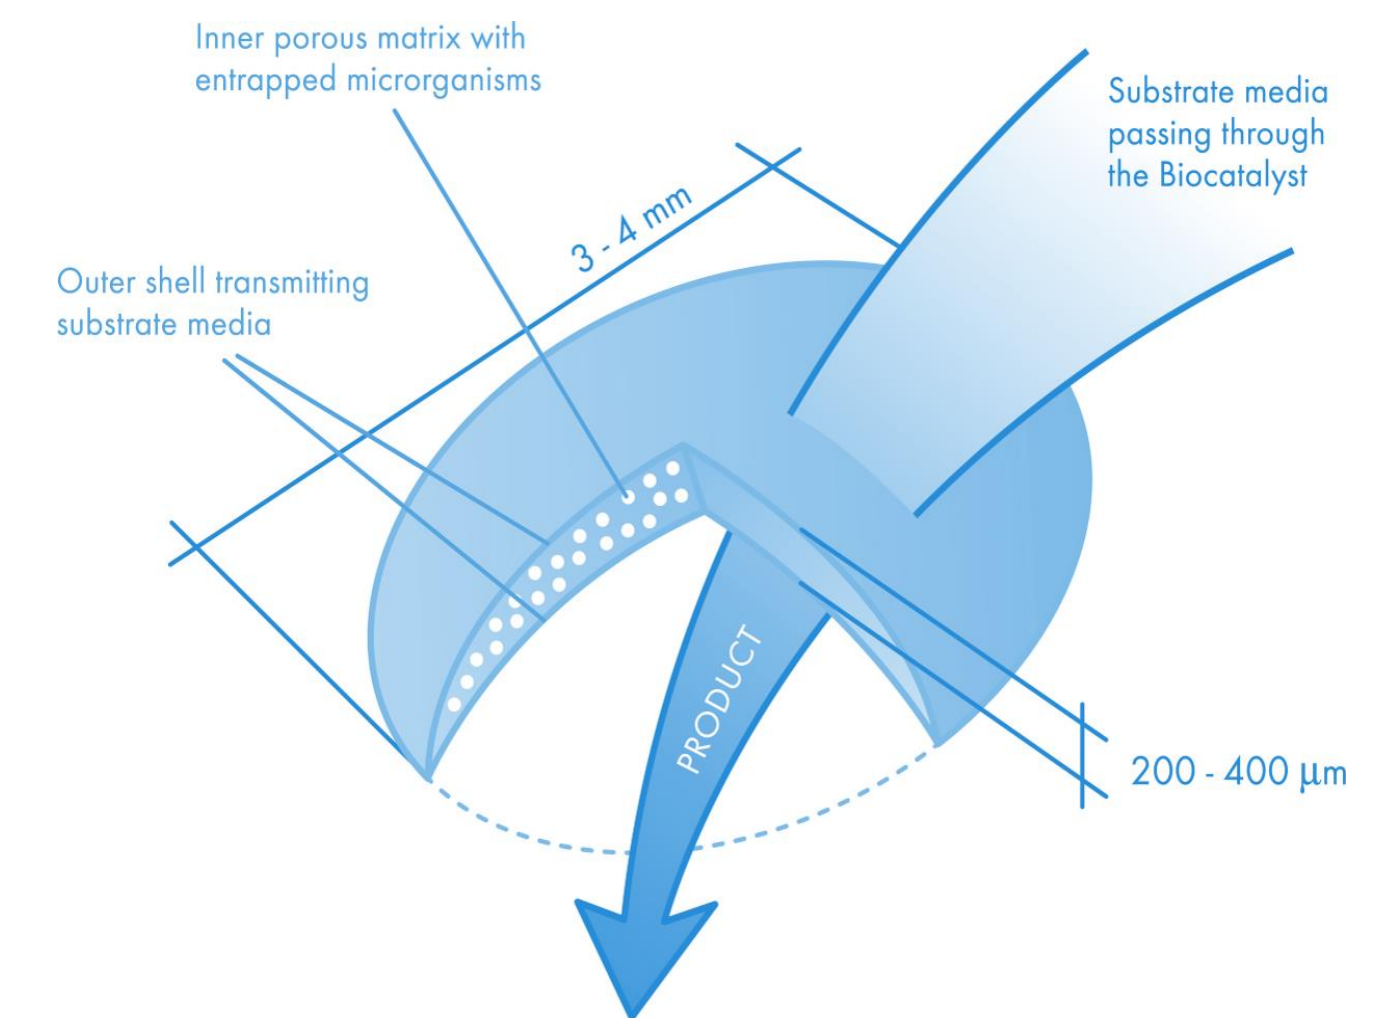 Inner porous matrix with
entrapped microrganisms
Substrate media
passing through
the Biocatalyst
3 - 4 mm
Outer shell transmitting
substrate media
PRODUCT
200 - 400 μm